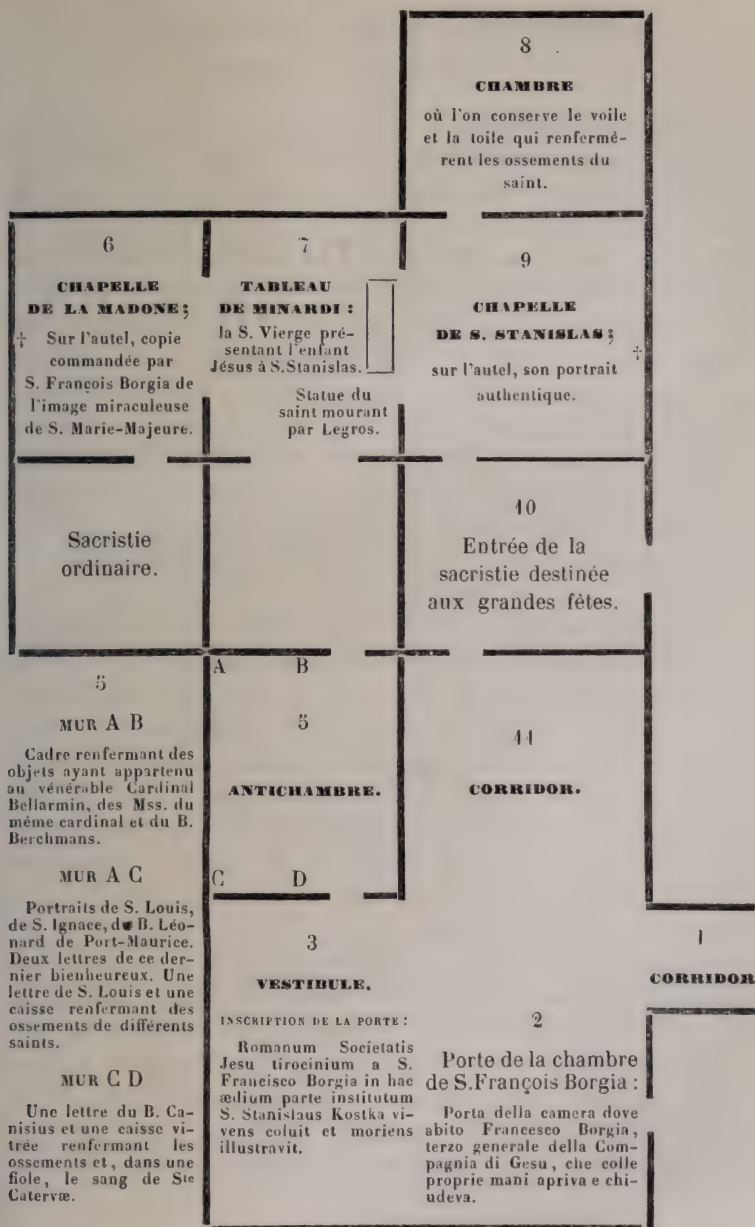 8
CHAMBRE
où l'on conserve le voile
et la toile qui renfermè-
rent les ossements du
saint.
6
CHAPELLE
DE LA MADONE;
† Sur l'autel, copie
commandée par
S. François Borgia de
l'image miraculeuse
de S. Marie-Majeure.
7
TABLEAU
DE MINARDI :
la S. Vierge pré-
sentant l'enfant
Jésus à S. Stanislas.
Statue du
saint mourant
par Legros.
9
CHAPELLE
DE S. STANISLAS;
†
sur l'autel, son portrait
authentique.
Sacristie
ordinaire.
10
Entrée de la
sacristie destinée
aux grandes fêtes.
A B
5
MUR A B
Cadre renfermant des
objets ayant appartenu
au vénérable Cardinal
Bellarmin, des Mss. du
même cardinal et du B.
Berchmans.
MUR A C
Portraits de S. Louis,
de S. Ignace, du B. Léo-
nard de Port-Maurice.
Deux lettres de ce der-
nier bienheureux. Une
lettre de S. Louis et une
caisse renfermant des
ossements de différents
saints.
MUR C D
Une lettre du B. Ca-
nisius et une caisse vi-
trée renfermant les
ossements et, dans une
fiole, le sang de Ste
Catervæ.
5
ANTICHAMBRE.
C D
11
CORRIDOR.
3
VESTIBULE.
INSCRIPTION DE LA PORTE :
Romanum Societatis
Jesu tirocinium a S.
Francisco Borgia in hac
ædium parte institutum
S. Stanislaus Kostka vi-
vens coluit et moriens
illustravit.
2
Porte de la chambre
de S. François Borgia :
Porta della camera dove
abito Francesco Borgia,
terzo generale della Com-
pagnia di Gesu, che colle
proprie mani apriva e chi-
udeva.
1
CORRIDOR